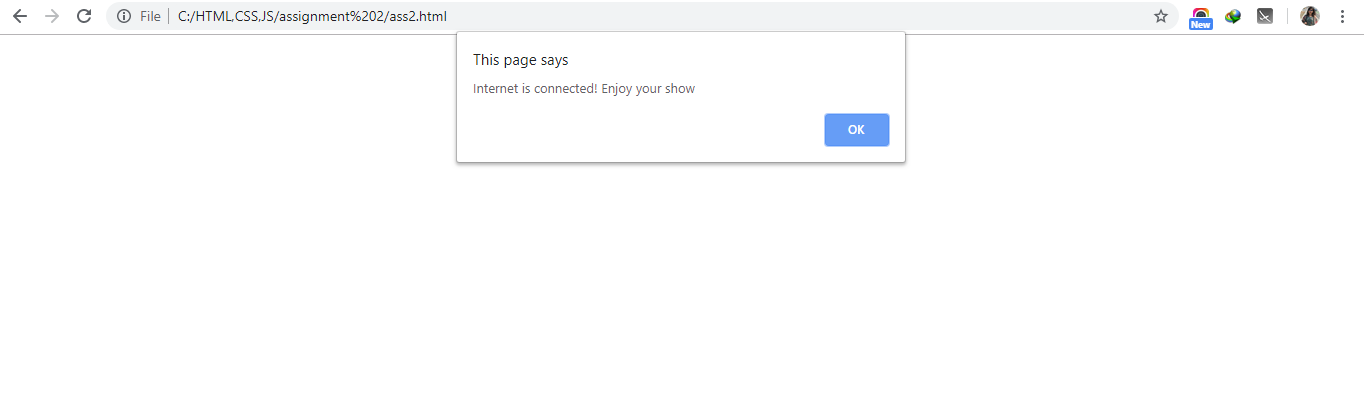 File C:/HTML,CSS,JS/assignment%202/ass2.html
New
This page says
Internet is connected! Enjoy your show
OK